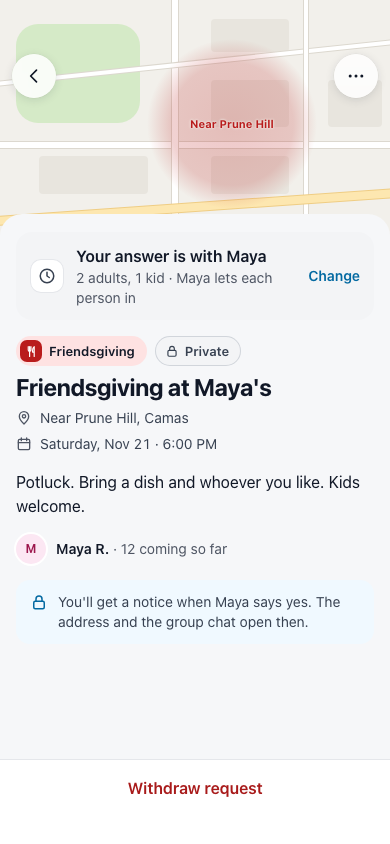 Near Prune Hill
Your answer is with Maya
2 adults, 1 kid · Maya lets each
person in
Change
Friendsgiving
Private
Friendsgiving at Maya's
Near Prune Hill, Camas
Saturday, Nov 21 · 6:00 PM
Potluck. Bring a dish and whoever you like. Kids
welcome.
M
Maya R. · 12 coming so far
You'll get a notice when Maya says yes. The
address and the group chat open then.
Withdraw request